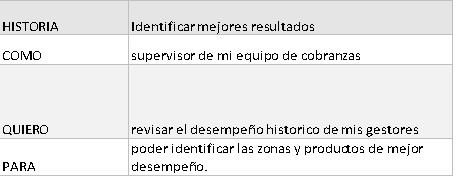 HISTORIA Identificar mejores resultados
COMO supervisor de mi equipo de cobranzas
QUIERO revisar el desempeño historico de mis gestores
PARA poder identificar las zonas y productos de mejor
desempeño.